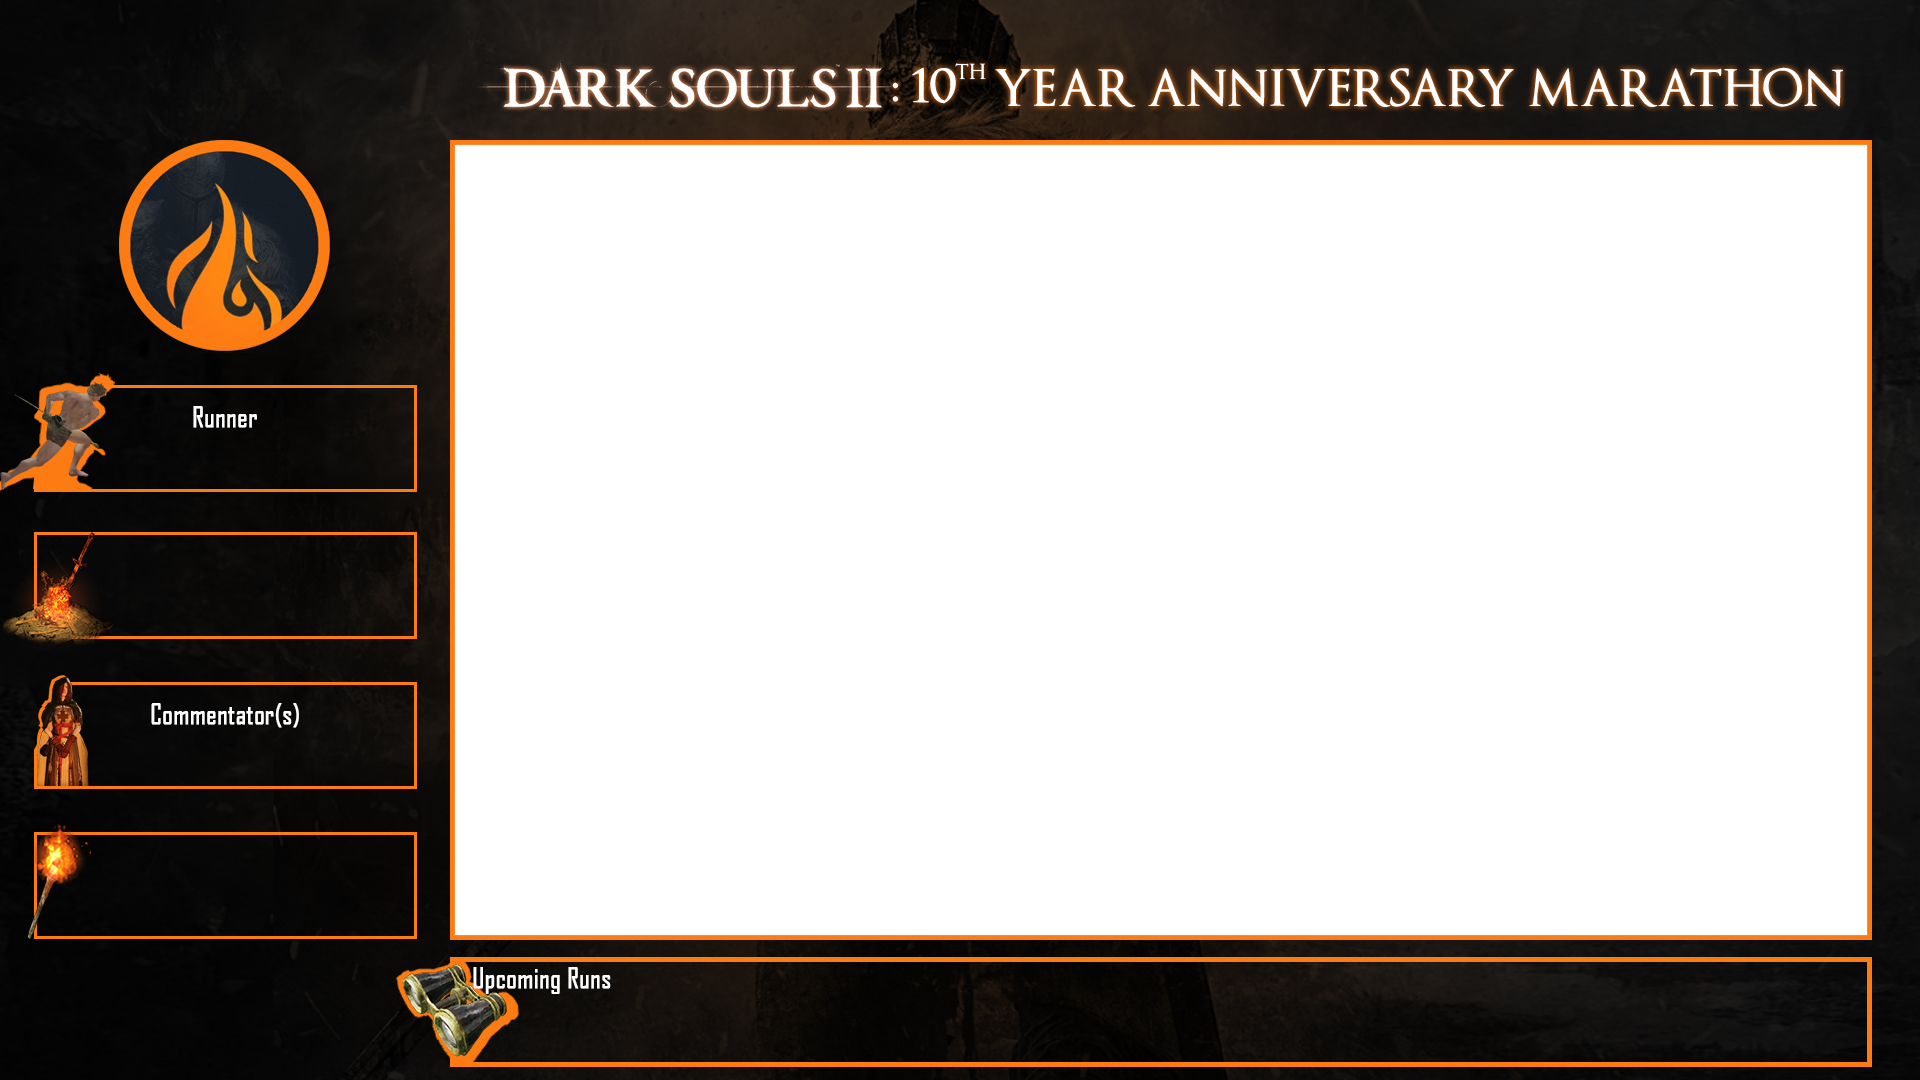 DARK SOULS II : 10TH YEAR ANNIVERSARY MARATHON
Runner
Commentator(s)
Upcoming Runs